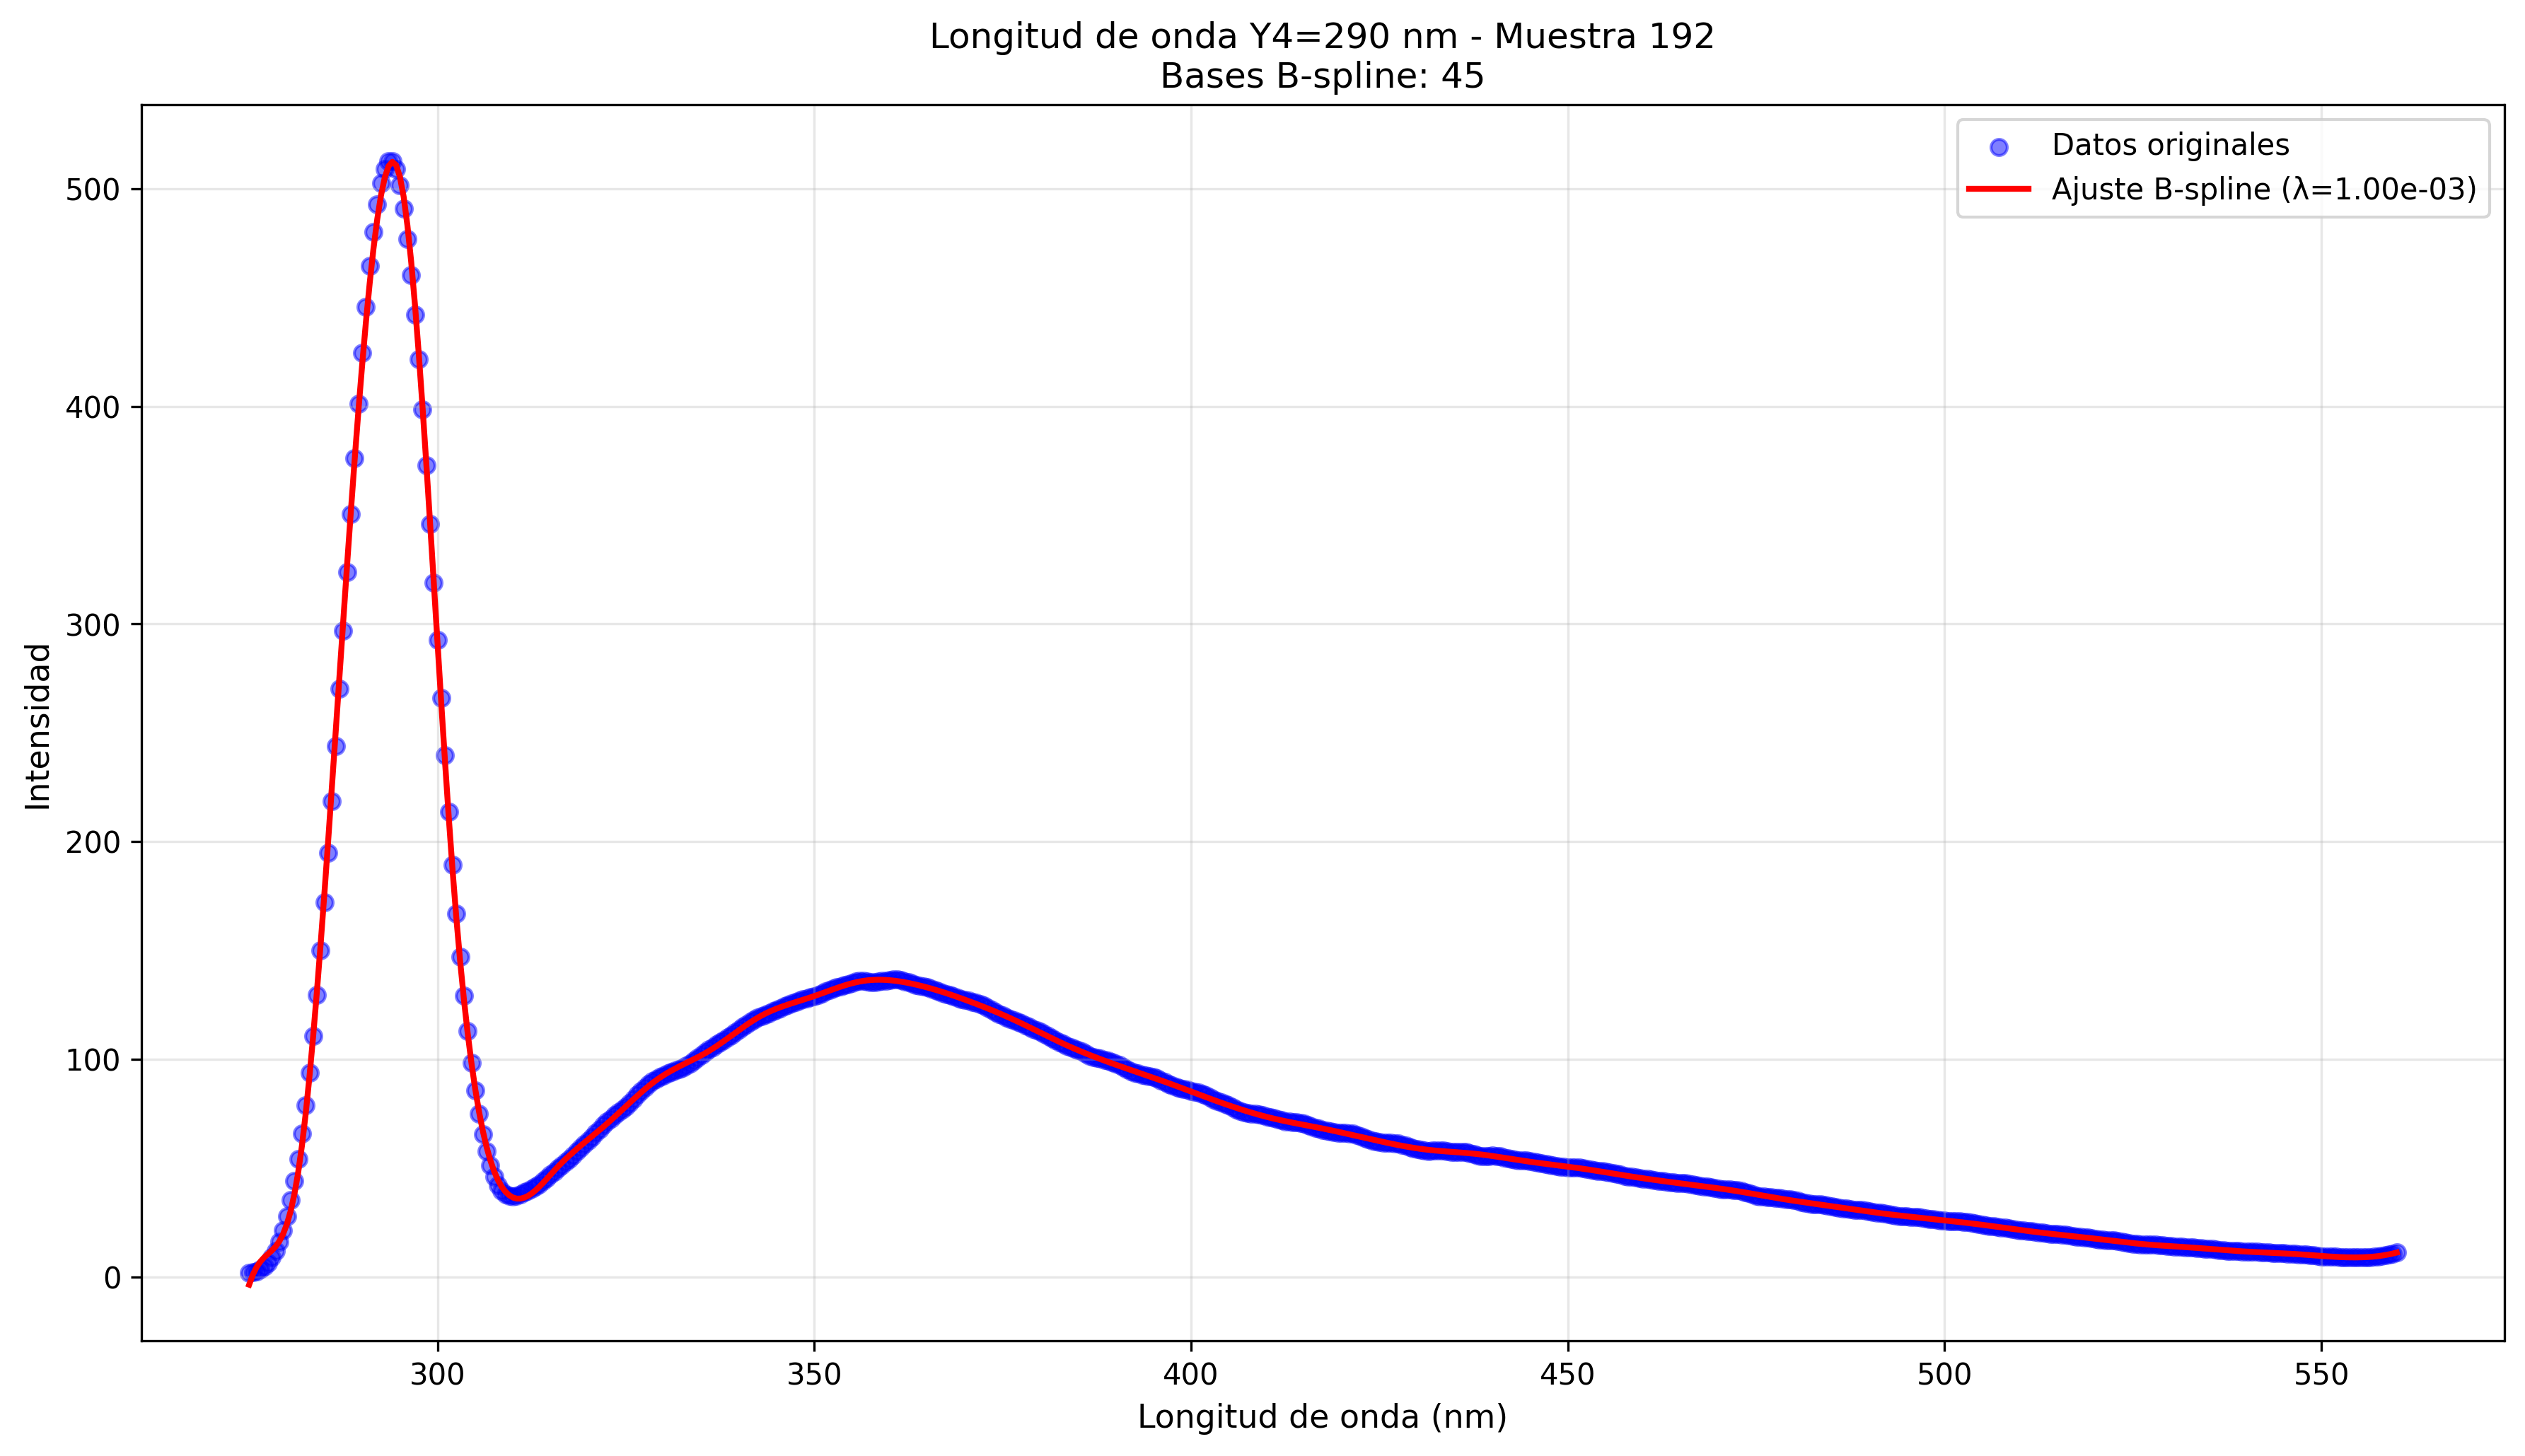 Longitud de onda Y4=290 nm - Muestra 192
Bases B-spline: 45
Datos originales
Ajuste B-spline (λ=1.00e-03)
Intensidad
500
400
300
200
100
0
300
350
400
450
500
550
Longitud de onda (nm)